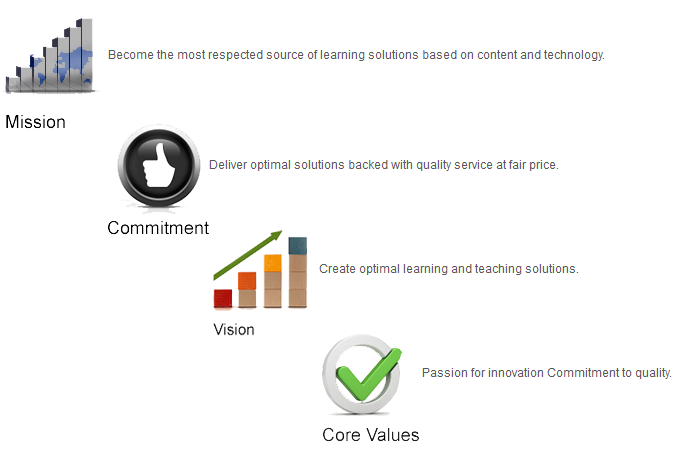 Become the most respected source of learning solutions based on content and technology.
Mission
Deliver optimal solutions backed with quality service at fair price.
Commitment
Create optimal learning and teaching solutions.
Vision
Passion for innovation Commitment to quality.
Core Values